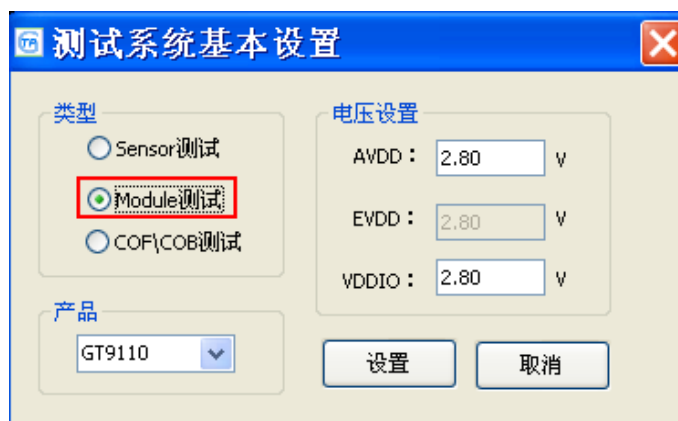 测试系统基本设置
类型
Sensor测试
Module测试
COF\COB测试
产品
GT9110
电压设置
AVDD： 2.80 V
EVDD： 2.80 V
VDDIO： 2.80 V
设置
取消